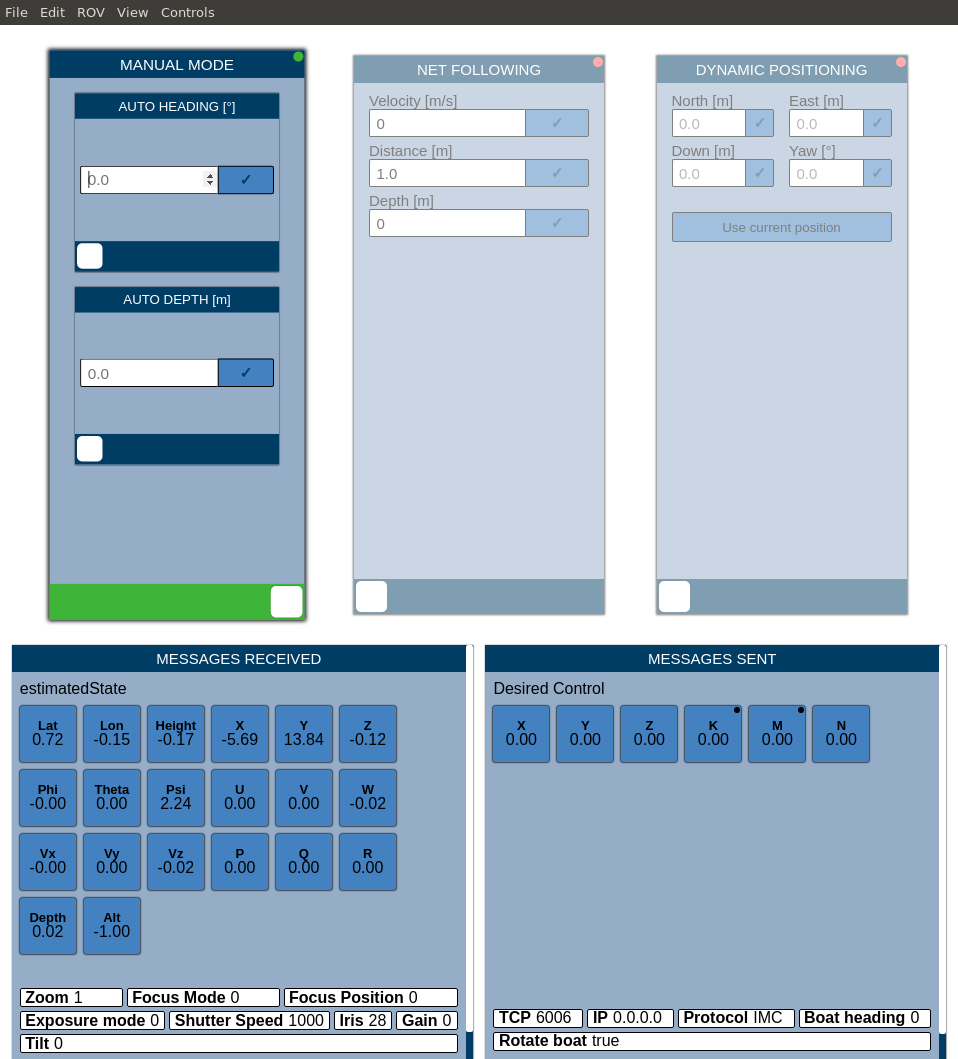 File Edit ROV View Controls
MANUAL MODE
AUTO HEADING [°]
0.0 ✓
AUTO DEPTH [m]
0.0 ✓
NET FOLLOWING
Velocity [m/s]
0 ✓
Distance [m]
1.0 ✓
Depth [m]
0 ✓
DYNAMIC POSITIONING
North [m] East [m]
0.0 ✓ 0.0 ✓
Down [m] Yaw [°]
0.0 ✓ 0.0 ✓
Use current position
MESSAGES RECEIVED
estimatedState
Lat Lon Height X Y Z
0.72 -0.15 -0.17 -5.69 13.84 -0.12
Phi Theta Psi U V W
-0.00 0.00 2.24 0.00 0.00 -0.02
Vx Vy Vz P Q R
-0.00 0.00 -0.02 0.00 0.00 0.00
Depth Alt
0.02 -1.00
Zoom 1 Focus Mode 0 Focus Position 0
Exposure mode 0 Shutter Speed 1000 Iris 28 Gain 0
Tilt 0
MESSAGES SENT
Desired Control
X Y Z K M N
0.00 0.00 0.00 0.00 0.00 0.00
TCP 6006 IP 0.0.0.0 Protocol IMC Boat heading 0
Rotate boat true